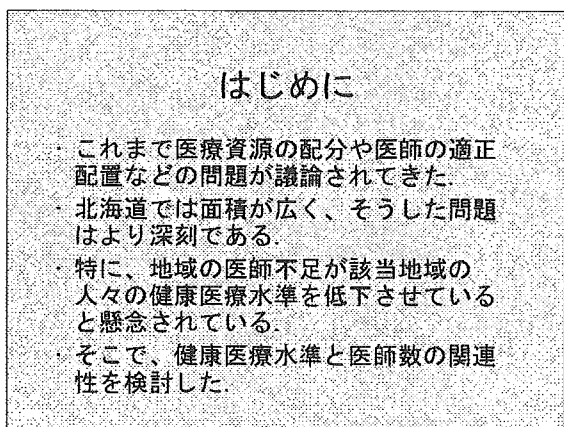 はじめに
・これまで医療資源の配分や医師の適正
配置などの問題が議論されてきた.
・北海道では面積が広く、そうした問題
はより深刻である.
・特に、地域の医師不足が該当地域の
人々の健康医療水準を低下させている
と懸念されている.
・そこで、健康医療水準と医師数の関連
性を検討した.